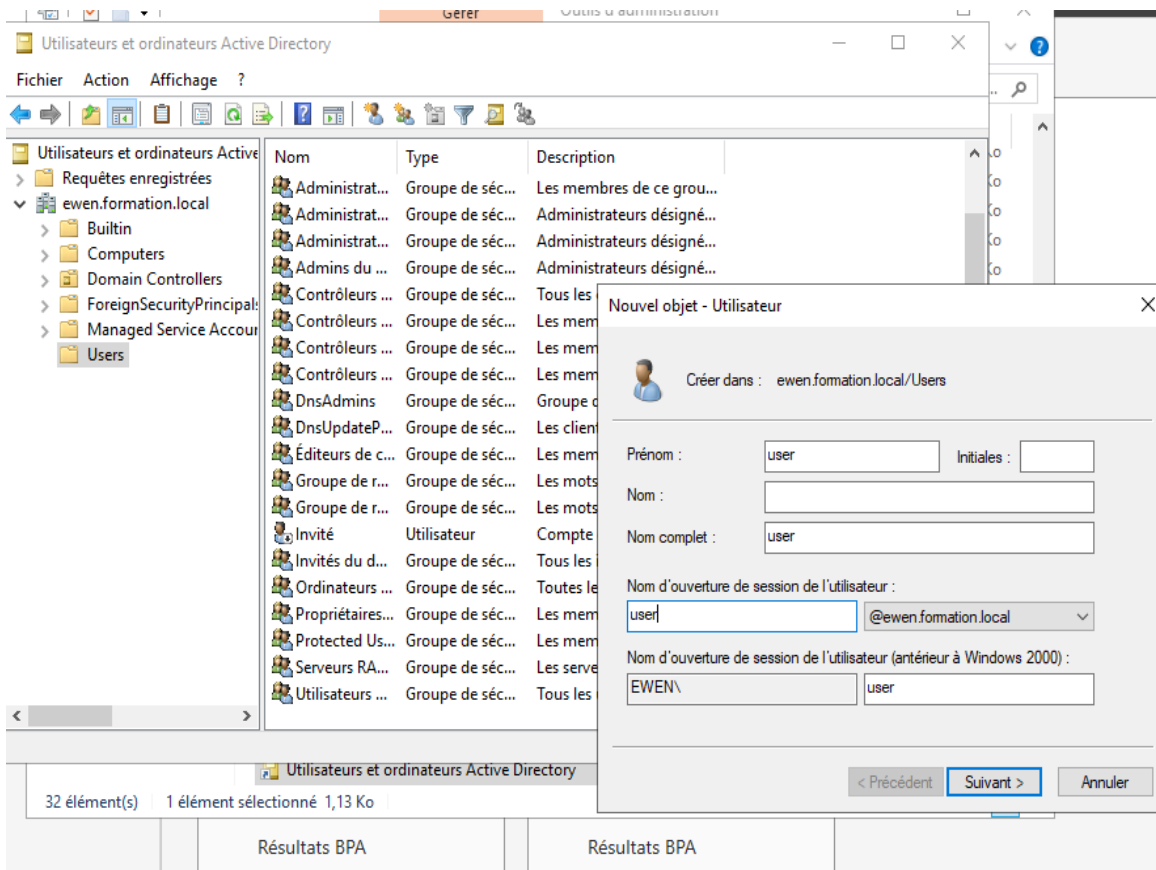 Gérer
Outils d'administration
Utilisateurs et ordinateurs Active Directory
Fichier Action Affichage ?
Utilisateurs et ordinateurs Active
Requêtes enregistrées
ewen.formation.local
Builtin
Computers
Domain Controllers
ForeignSecurityPrincipals
Managed Service Accour
Users
Nom Type Description
Administrat... Groupe de séc... Les membres de ce grou...
Administrat... Groupe de séc... Administrateurs désigné...
Administrat... Groupe de séc... Administrateurs désigné...
Admins du ... Groupe de séc... Administrateurs désigné...
Contrôleurs ... Groupe de séc... Tous les
Contrôleurs ... Groupe de séc... Les mem
Contrôleurs ... Groupe de séc... Les mem
Contrôleurs ... Groupe de séc... Les mem
DnsAdmins Groupe de séc... Groupe
DnsUpdateP... Groupe de séc... Les client
Éditeurs de c... Groupe de séc... Les mem
Groupe de r... Groupe de séc... Les mots
Groupe de r... Groupe de séc... Les mots
Invité Utilisateur Compte
Invités du d... Groupe de séc... Tous les i
Ordinateurs ... Groupe de séc... Toutes le
Propriétaires... Groupe de séc... Les mem
Protected Us... Groupe de séc... Les mem
Serveurs RA... Groupe de séc... Les serve
Utilisateurs ... Groupe de séc... Tous les
Ko
Ko
Ko
Ko
Ko
Nouvel objet - Utilisateur
Créer dans : ewen.formation.local/Users
Prénom : user Initiales :
Nom :
Nom complet : user
Nom d'ouverture de session de l'utilisateur :
user @ewen.formation.local
Nom d'ouverture de session de l'utilisateur (antérieur à Windows 2000) :
EWEN\ user
< Précédent Suivant > Annuler
Utilisateurs et ordinateurs Active Directory
32 élément(s) 1 élément sélectionné 1,13 Ko
Résultats BPA Résultats BPA